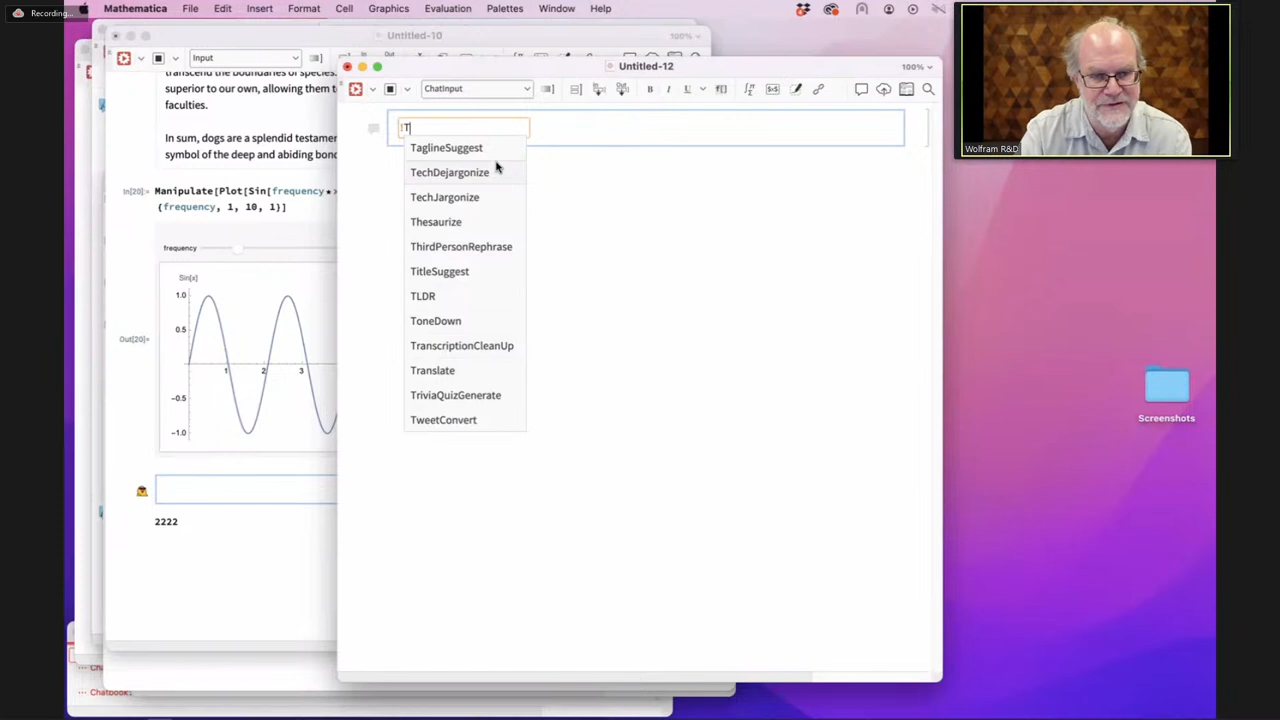 Recording...
Mathematica File Edit Insert Format Cell Graphics Evaluation Palettes Window Help
Untitled-10
100%
Input
transcend the boundaries of species.
superior to our own, allowing them t
faculties.
In sum, dogs are a splendid testamen
symbol of the deep and abiding bond
In[20]:= Manipulate[Plot[Sin[frequency*x
{frequency, 1, 10, 1}]
frequency
Sin[x]
1.0
0.5
Out[20]=
1 2 3
-0.5
-1.0
2222
Untitled-12
100%
ChatInput
B I U f[]
!T
TaglineSuggest
TechDejargonize
TechJargonize
Thesaurize
ThirdPersonRephrase
TitleSuggest
TLDR
ToneDown
TranscriptionCleanUp
Translate
TriviaQuizGenerate
TweetConvert
Wolfram R&D
Screenshots
Chatbook: